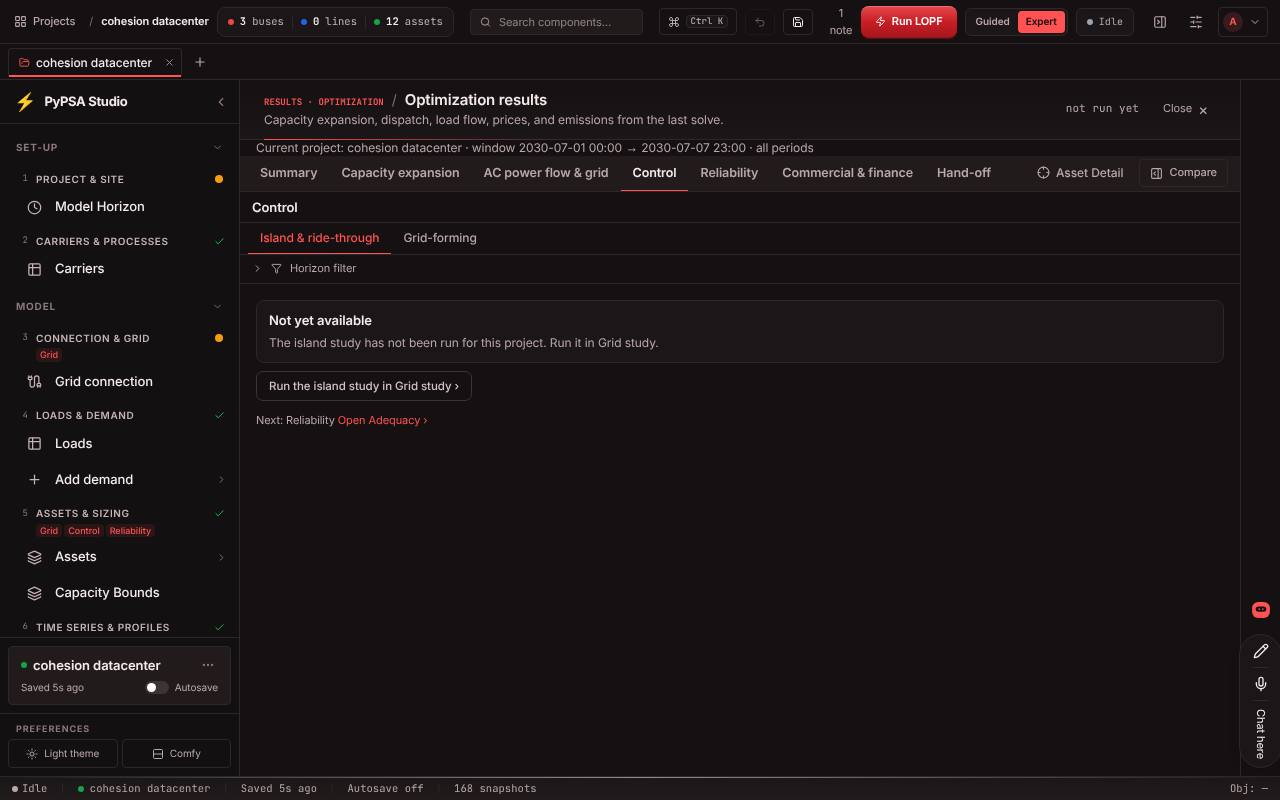 Projects / cohesion datacenter
3 buses
0 lines
12 assets
Search components...
⌘ Ctrl K
1 note
Run LOPF
Guided
Expert
Idle
A
cohesion datacenter
PyPSA Studio
SET-UP
1 PROJECT & SITE
Model Horizon
2 CARRIERS & PROCESSES
Carriers
MODEL
3 CONNECTION & GRID
Grid
Grid connection
4 LOADS & DEMAND
Loads
Add demand
5 ASSETS & SIZING
Grid Control Reliability
Assets
Capacity Bounds
6 TIME SERIES & PROFILES
cohesion datacenter
Saved 5s ago
Autosave
PREFERENCES
Light theme
Comfy
RESULTS · OPTIMIZATION / Optimization results
Capacity expansion, dispatch, load flow, prices, and emissions from the last solve.
not run yet
Close ×
Current project: cohesion datacenter · window 2030-07-01 00:00 → 2030-07-07 23:00 · all periods
Summary
Capacity expansion
AC power flow & grid
Control
Reliability
Commercial & finance
Hand-off
Asset Detail
Compare
Control
Island & ride-through
Grid-forming
Horizon filter
Not yet available
The island study has not been run for this project. Run it in Grid study.
Run the island study in Grid study ›
Next: Reliability Open Adequacy ›
Chat here
Idle
cohesion datacenter
Saved 5s ago
Autosave off
168 snapshots
Obj: —